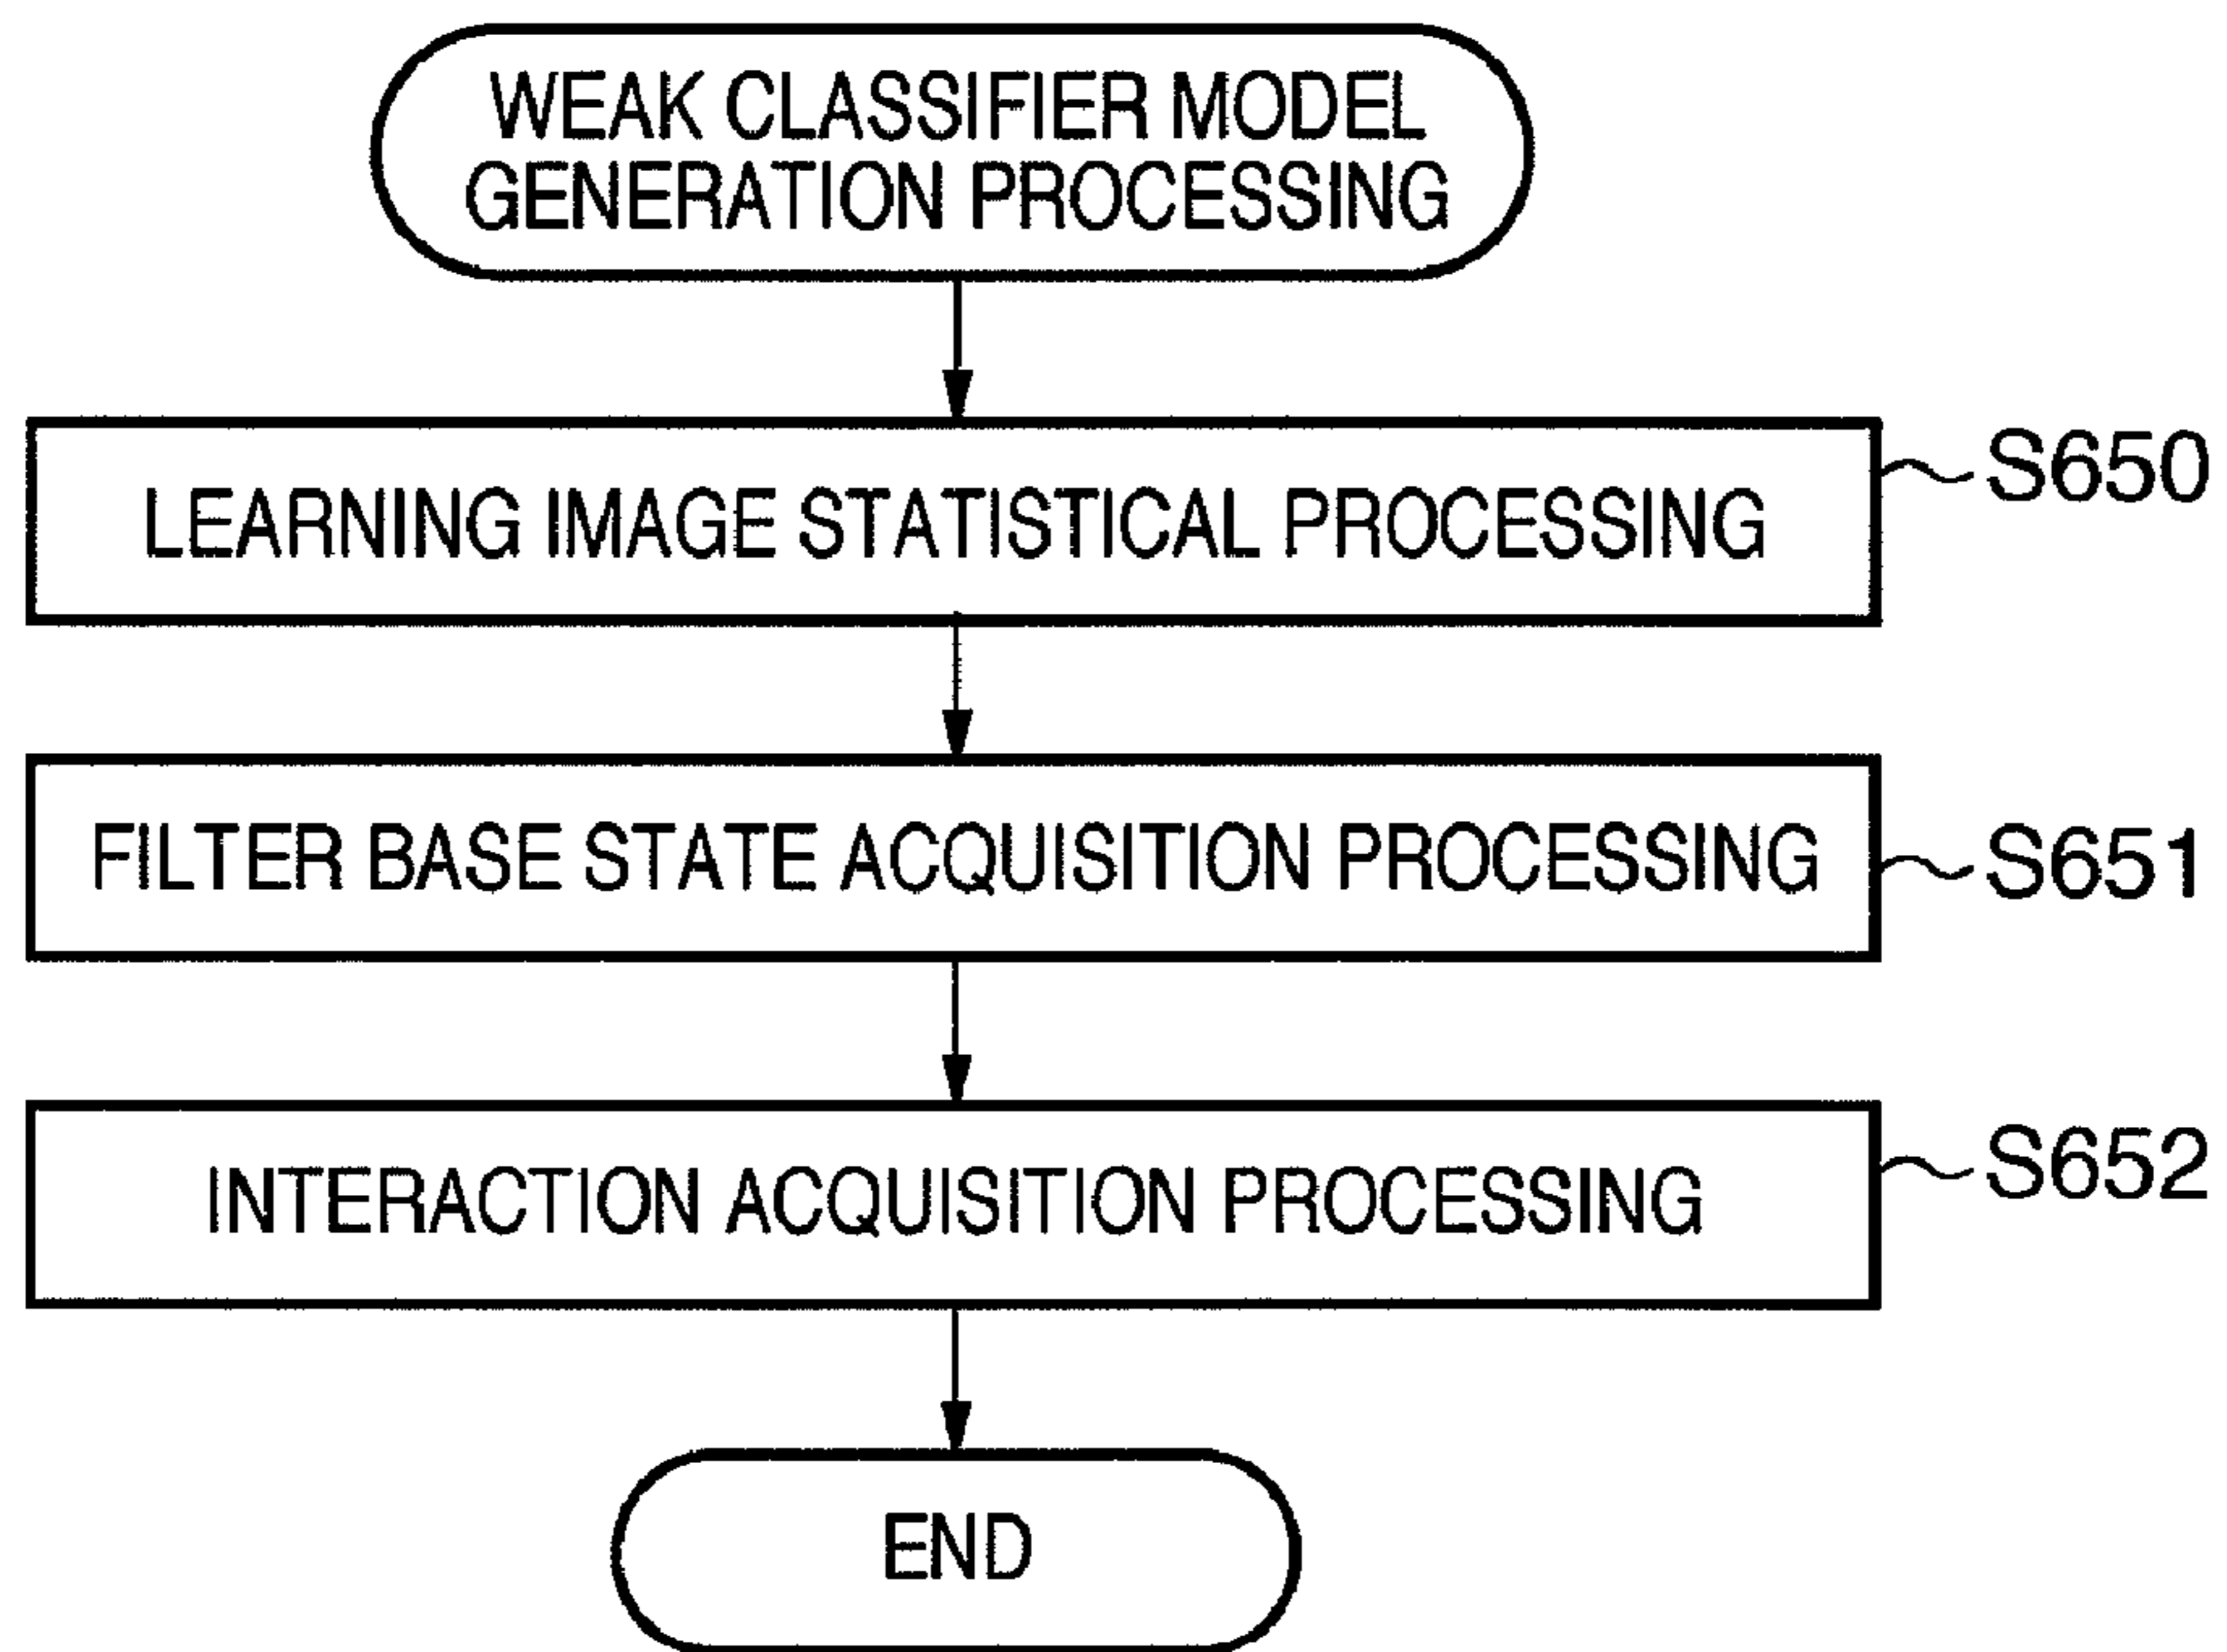 WEAK CLASSIFIER MODEL
GENERATION PROCESSING
LEARNING IMAGE STATISTICAL PROCESSING
S650
FILTER BASE STATE ACQUISITION PROCESSING
S651
INTERACTION ACQUISITION PROCESSING
S652
END